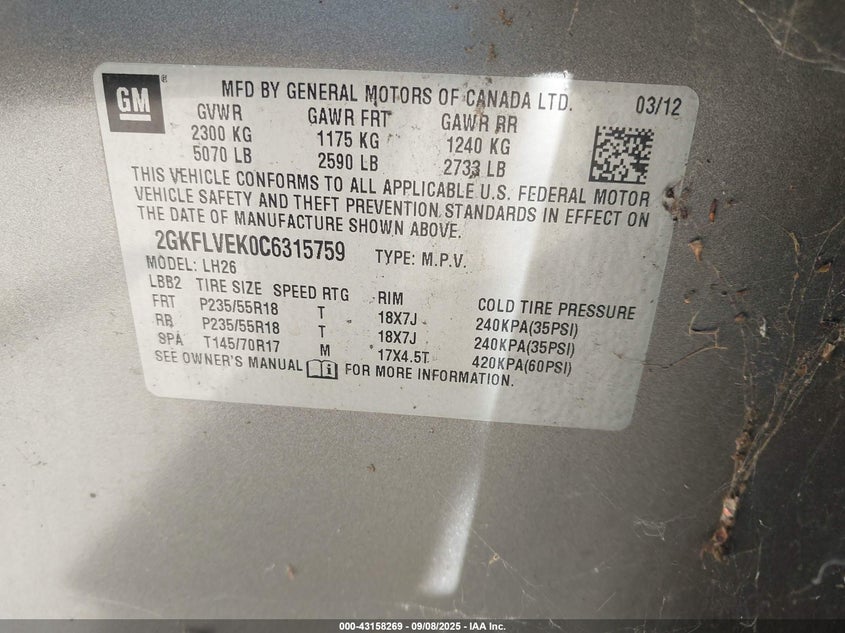 GM ®
MFD BY GENERAL MOTORS OF CANADA LTD. 03/12
GVWR GAWR FRT GAWR RR
2300 KG 1175 KG 1240 KG
5070 LB 2590 LB 2733 LB
THIS VEHICLE CONFORMS TO ALL APPLICABLE U.S. FEDERAL MOTOR
VEHICLE SAFETY AND THEFT PREVENTION STANDARDS IN EFFECT ON
THE DATE OF MANUFACTURE SHOWN ABOVE.
2GKFLVEK0C6315759 TYPE: M.P.V.
MODEL: LH26
LBB2 TIRE SIZE SPEED RTG RIM COLD TIRE PRESSURE
FRT P235/55R18 T 18X7J 240KPA(35PSI)
RR P235/55R18 T 18X7J 240KPA(35PSI)
SPA T145/70R17 M 17X4.5T 420KPA(60PSI)
SEE OWNER'S MANUAL FOR MORE INFORMATION.
000-43158269 - 09/08/2025 - IAA Inc.